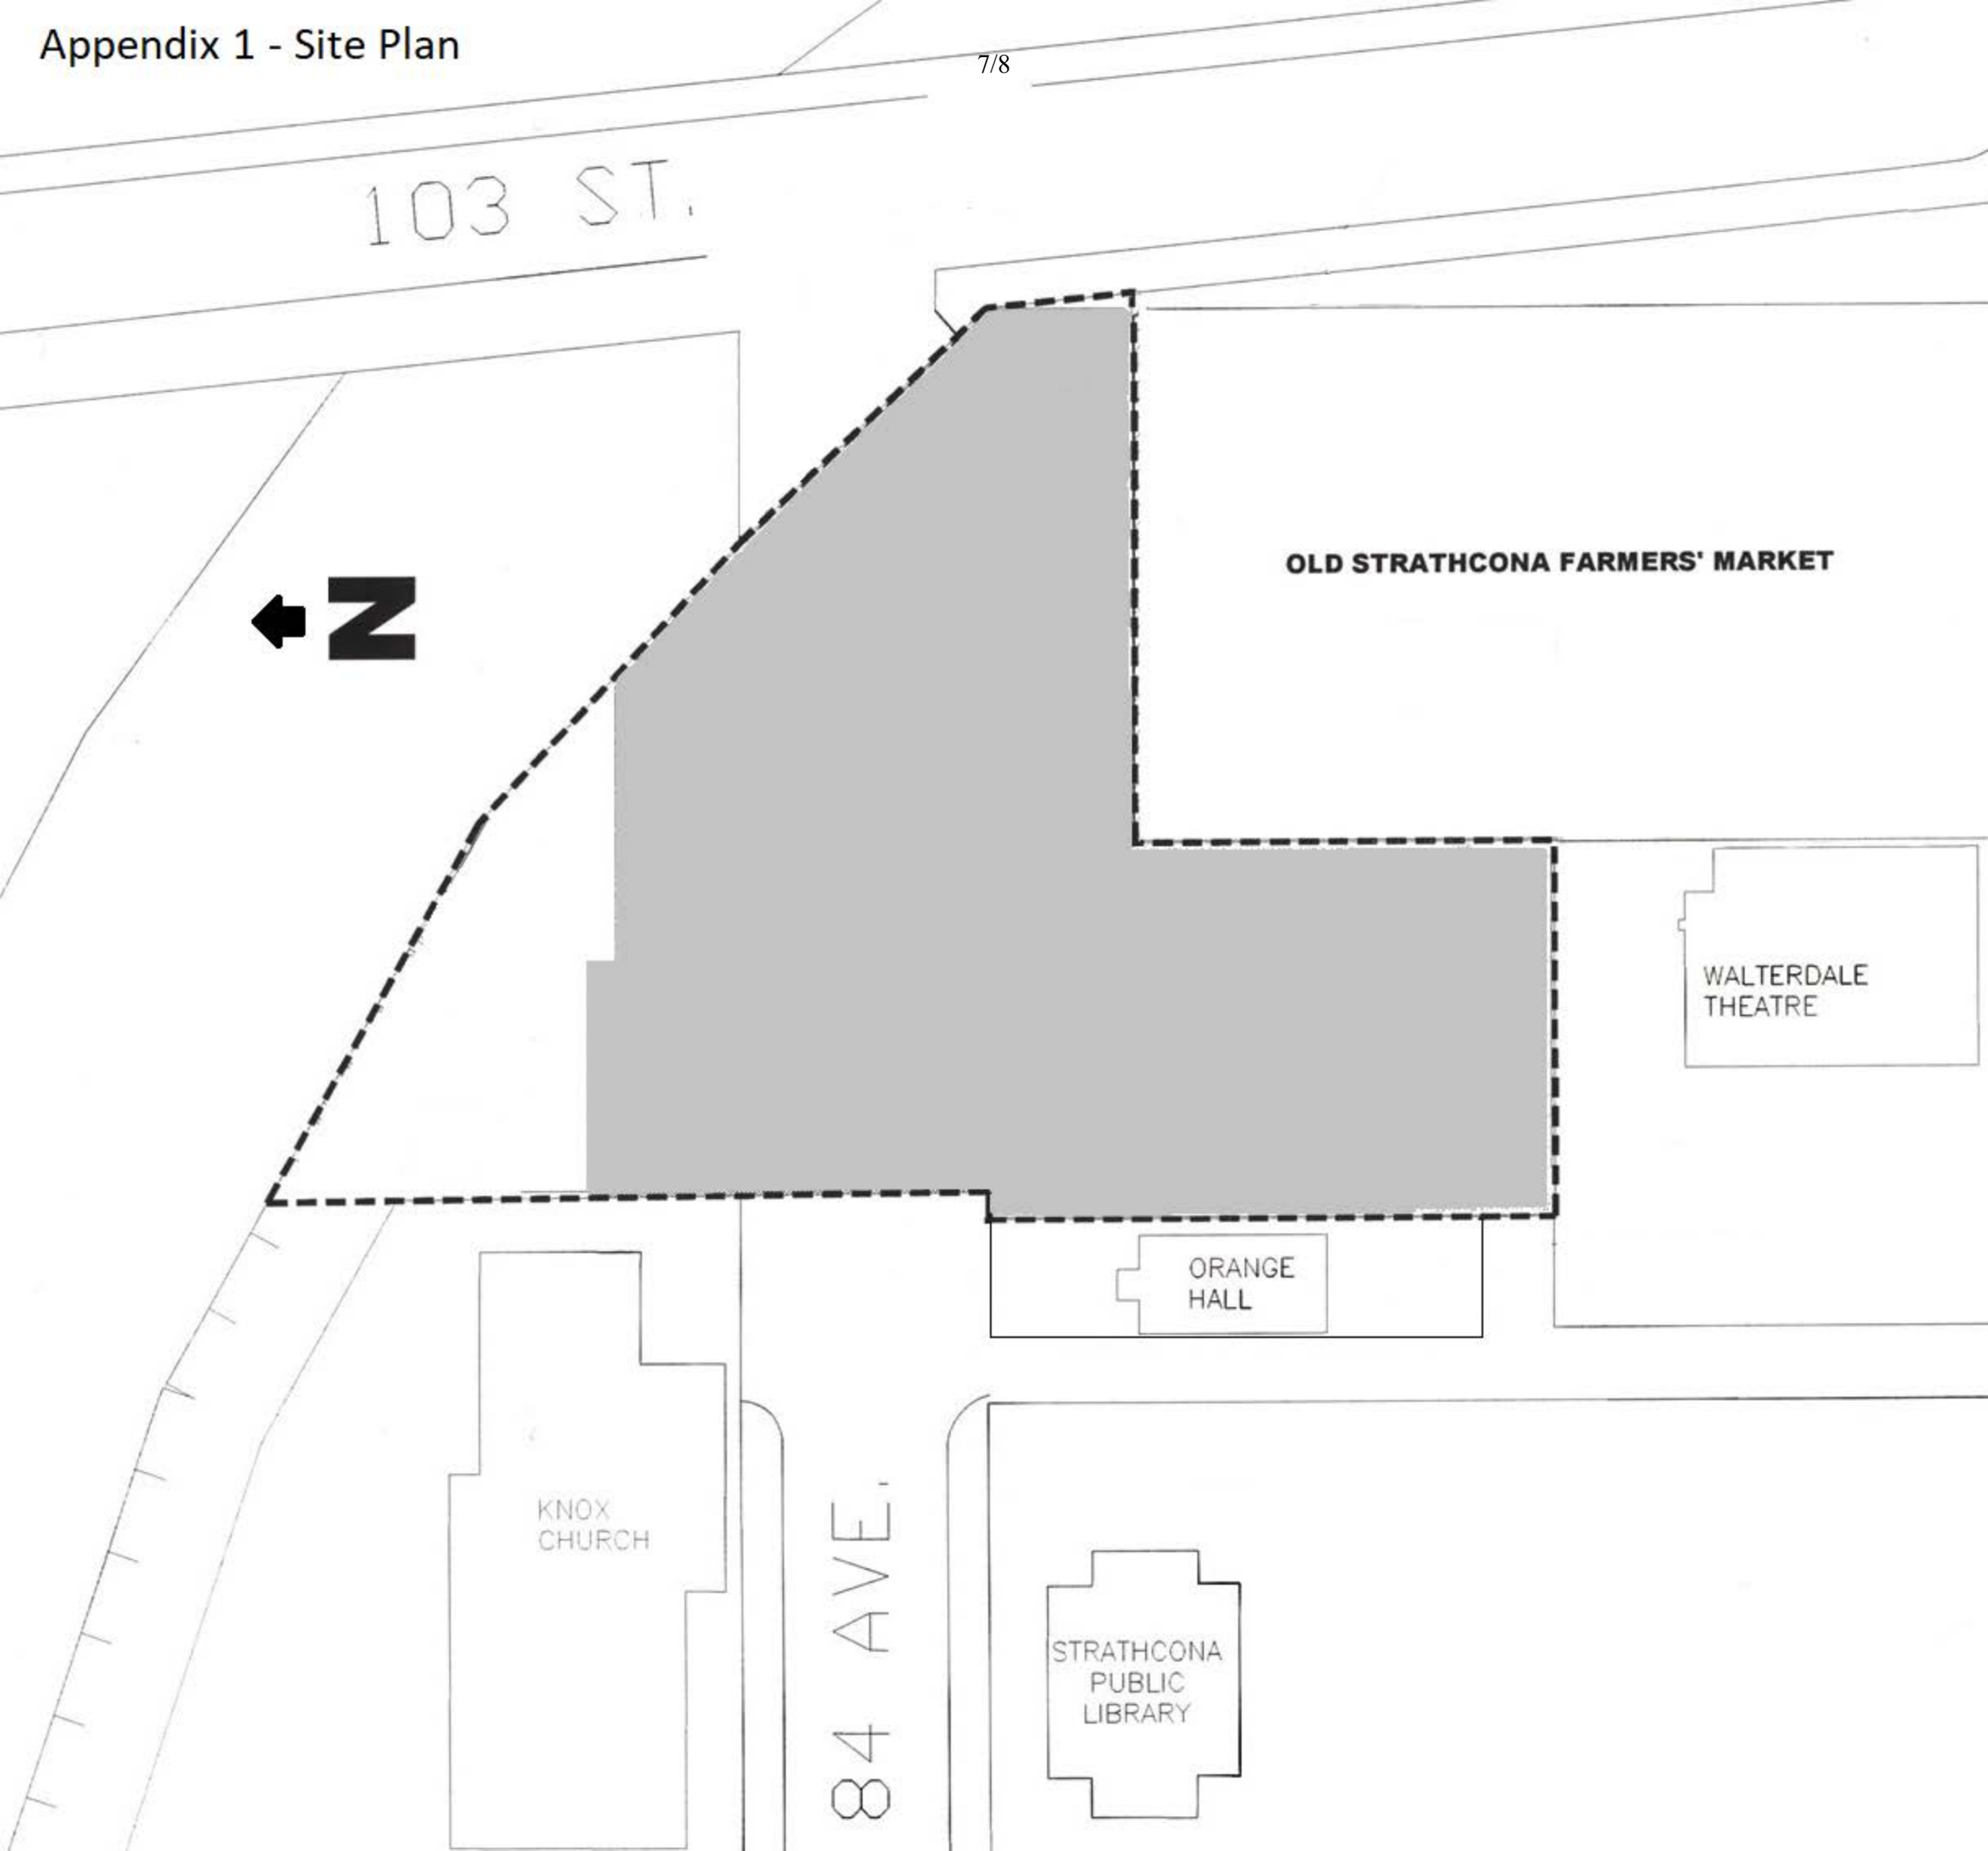 Appendix 1 - Site Plan
7/8
103 ST.
OLD STRATHCONA FARMERS' MARKET
N
WALTERDALE
THEATRE
ORANGE
HALL
KNOX
CHURCH
84 AVE.
STRATHCONA
PUBLIC
LIBRARY